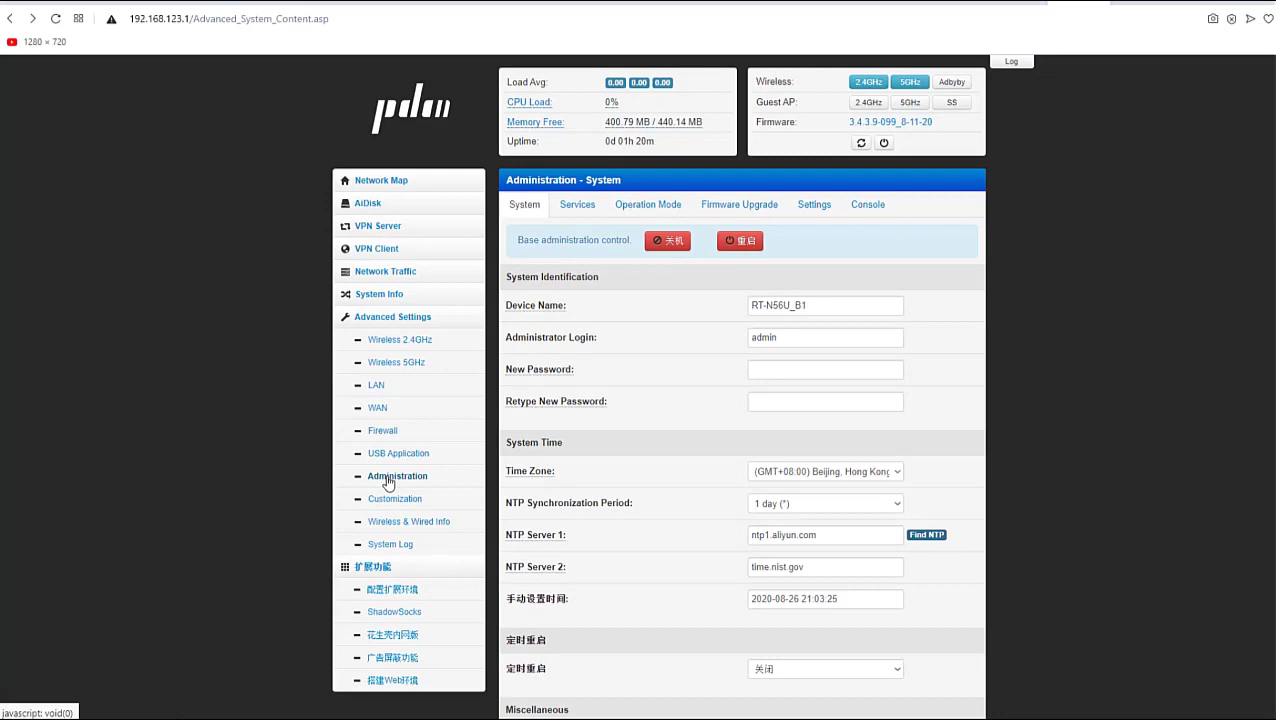 192.168.123.1/Advanced_System_Content.asp
1280 × 720
Log
pdcn
Load Avg: 0.00 0.00 0.00
CPU Load: 0%
Memory Free: 400.79 MB / 440.14 MB
Uptime: 0d 01h 20m
Wireless: 2.4GHz 5GHz Adbyby
Guest AP: 2.4GHz 5GHz SS
Firmware: 3.4.3.9-099_8-11-20
Network Map
AiDisk
VPN Server
VPN Client
Network Traffic
System Info
Advanced Settings
Wireless 2.4GHz
Wireless 5GHz
LAN
WAN
Firewall
USB Application
Administration
Customization
Wireless & Wired Info
System Log
扩展功能
配置扩展环境
ShadowSocks
花生壳内网版
广告屏蔽功能
搭建Web环境
Administration - System
System Services Operation Mode Firmware Upgrade Settings Console
Base administration control. 关机 重启
System Identification
Device Name: RT-N56U_B1
Administrator Login: admin
New Password:
Retype New Password:
System Time
Time Zone: (GMT+08:00) Beijing, Hong Kong
NTP Synchronization Period: 1 day (*)
NTP Server 1: ntp1.aliyun.com Find NTP
NTP Server 2: time.nist.gov
手动设置时间: 2020-08-26 21:03:25
定时重启
定时重启 关闭
Miscellaneous
javascript: void(0)